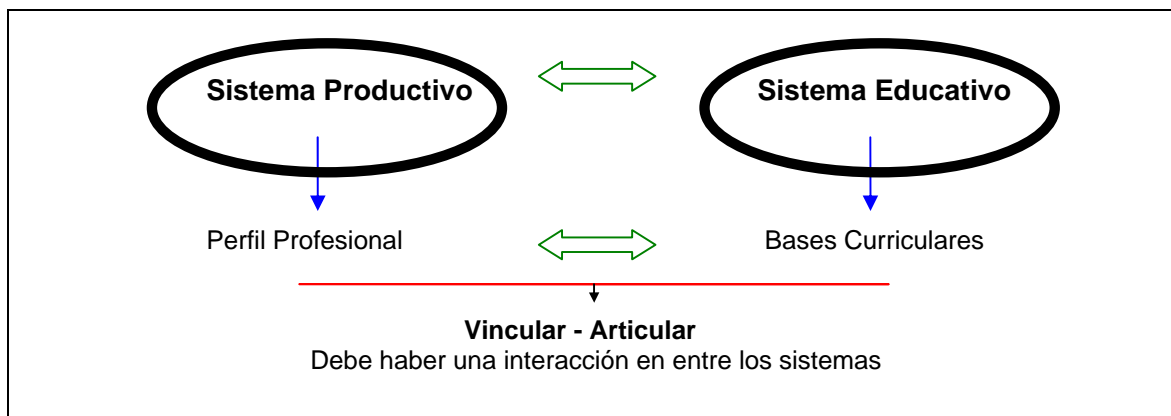 Sistema Productivo
Sistema Educativo
Perfil Profesional
Bases Curriculares
Vincular - Articular
Debe haber una interacción en entre los sistemas